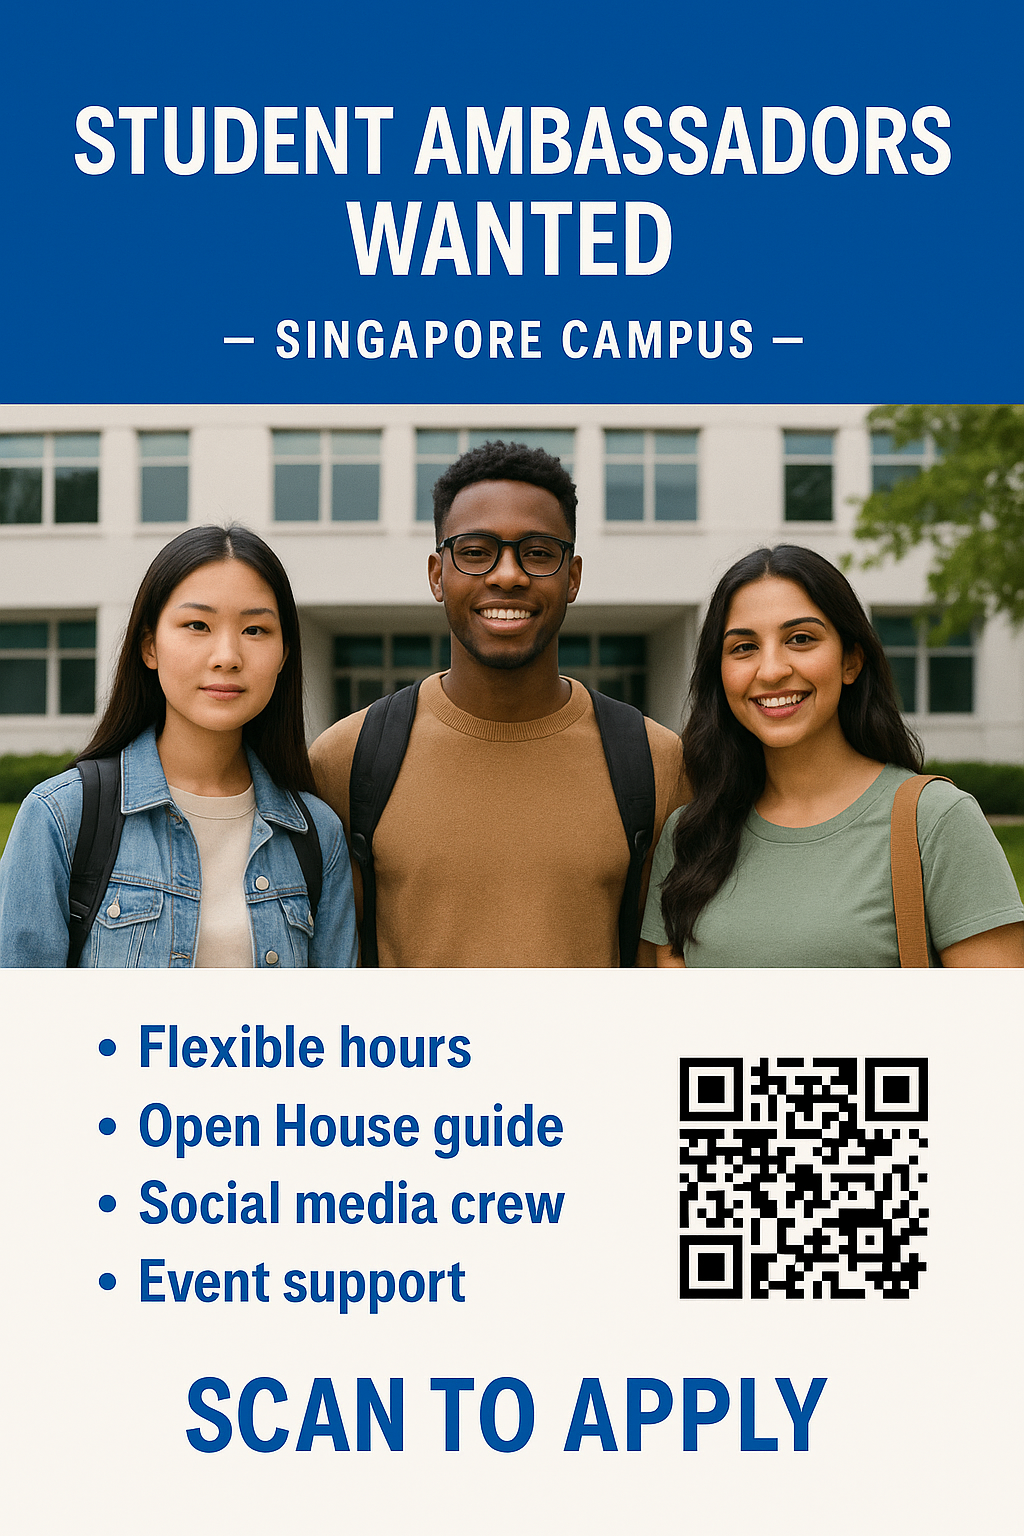 STUDENT AMBASSADORS
WANTED
— SINGAPORE CAMPUS —
• Flexible hours
• Open House guide
• Social media crew
• Event support
SCAN TO APPLY